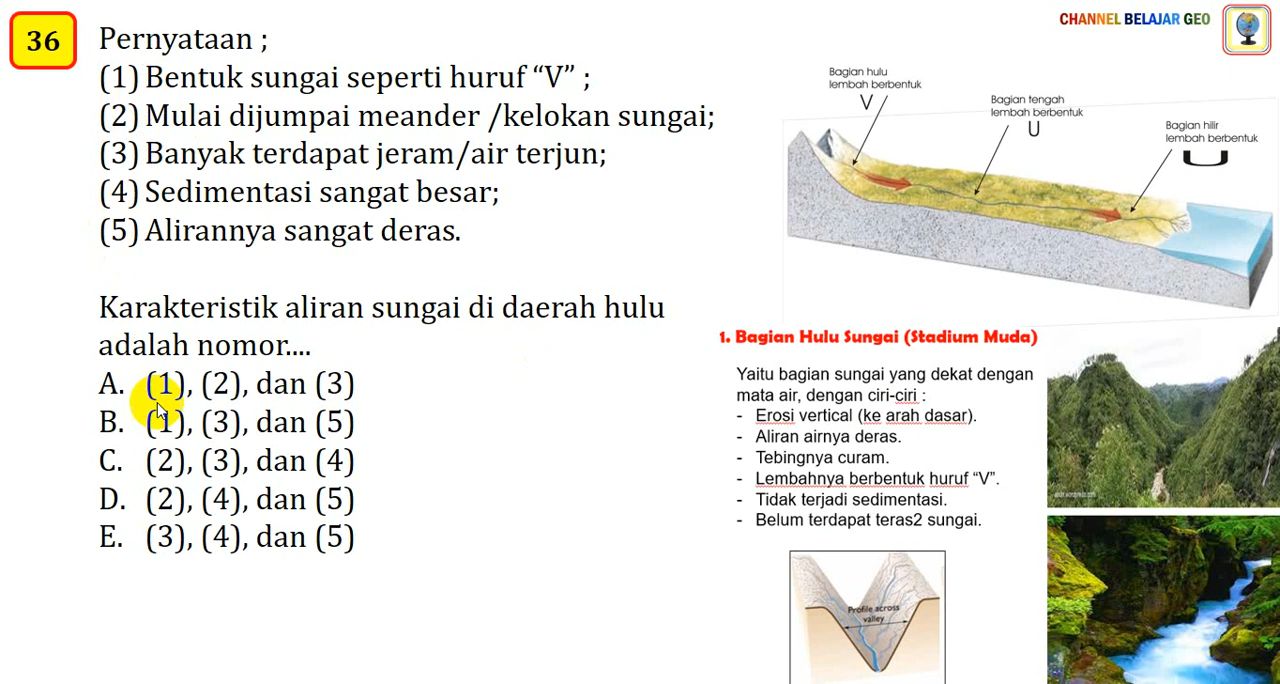 36
Pernyataan ;
(1) Bentuk sungai seperti huruf “V” ;
(2) Mulai dijumpai meander /kelokan sungai;
(3) Banyak terdapat jeram/air terjun;
(4) Sedimentasi sangat besar;
(5) Alirannya sangat deras.
Karakteristik aliran sungai di daerah hulu
adalah nomor....
A. (1), (2), dan (3)
B. (1), (3), dan (5)
C. (2), (3), dan (4)
D. (2), (4), dan (5)
E. (3), (4), dan (5)
CHANNEL BELAJAR GEO
Bagian hulu
lembah berbentuk
V
Bagian tengah
lembah berbentuk
U
Bagian hilir
lembah berbentuk
U
1. Bagian Hulu Sungai (Stadium Muda)
Yaitu bagian sungai yang dekat dengan
mata air, dengan ciri-ciri :
- Erosi vertical (ke arah dasar).
- Aliran airnya deras.
- Tebingnya curam.
- Lembahnya berbentuk huruf “V”.
- Tidak terjadi sedimentasi.
- Belum terdapat teras2 sungai.
Profile across
valley